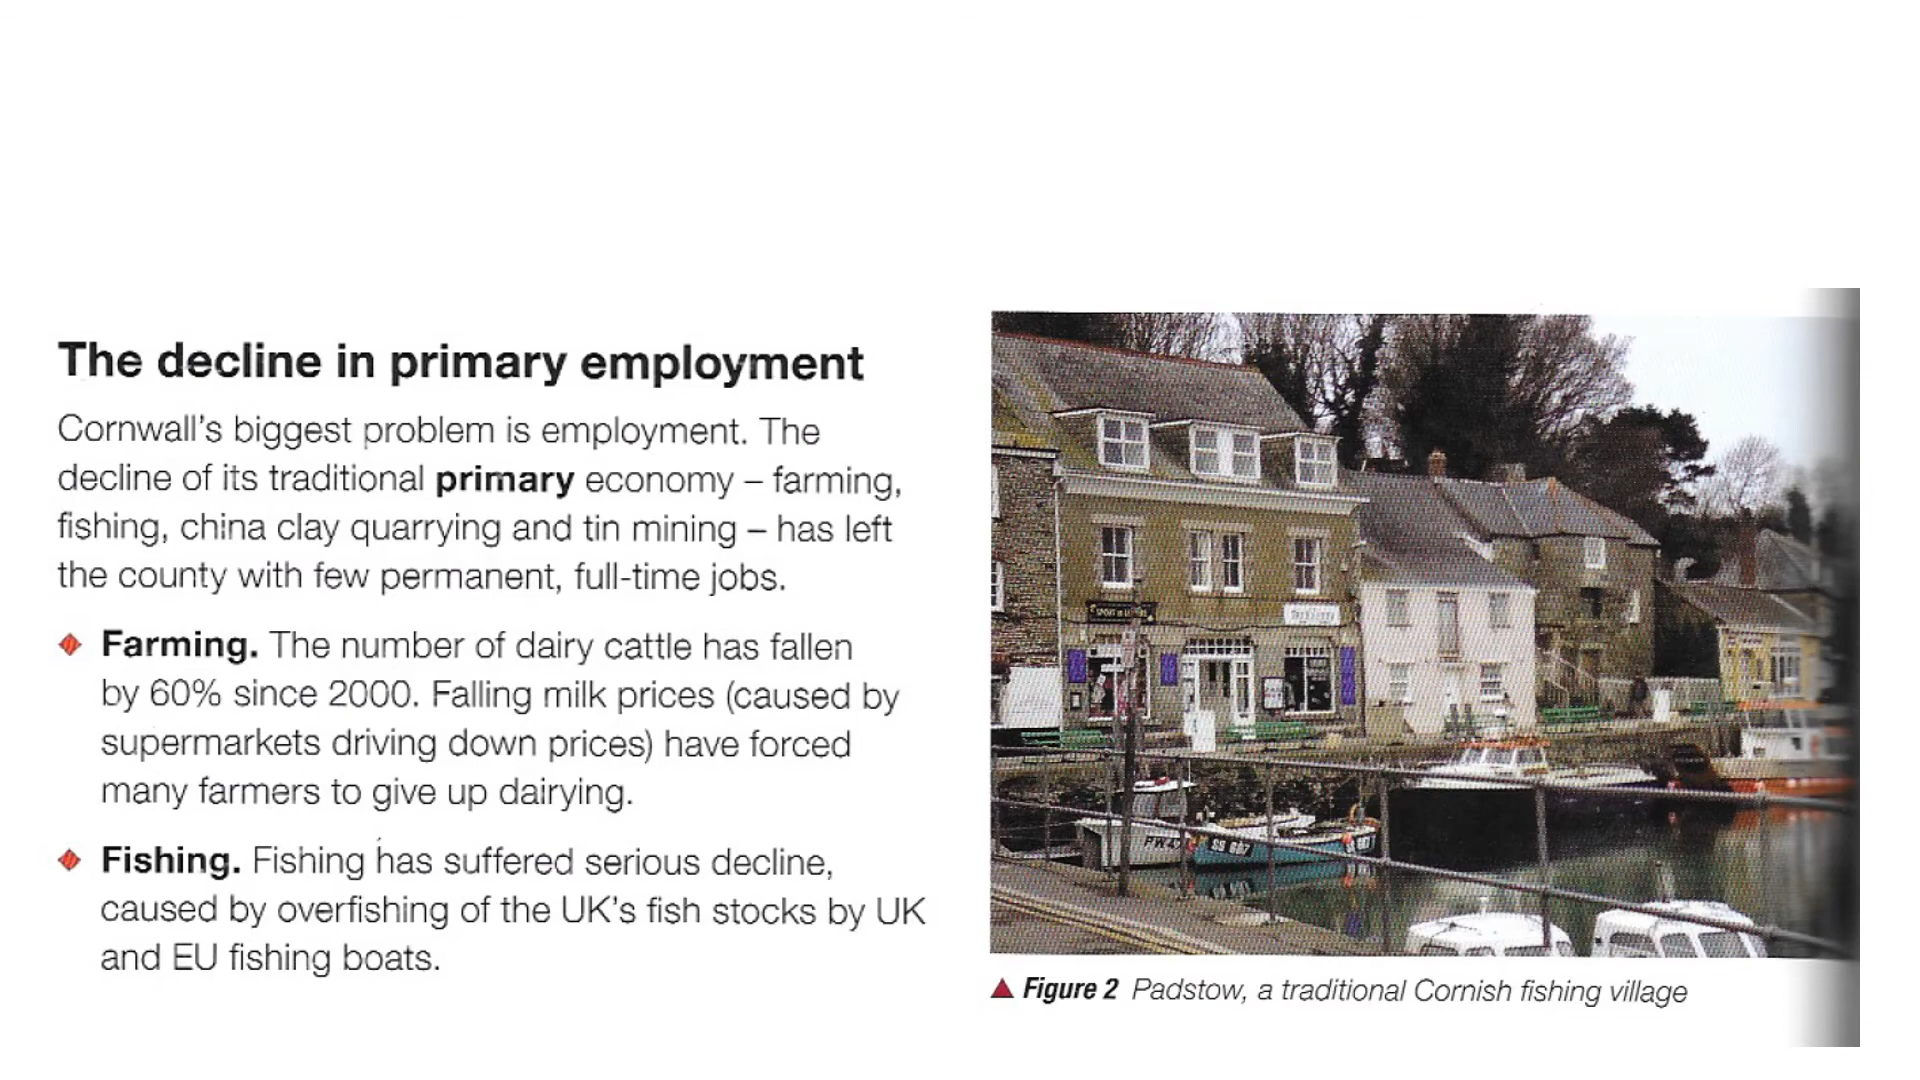 The decline in primary employment
Cornwall's biggest problem is employment. The
decline of its traditional primary economy – farming,
fishing, china clay quarrying and tin mining – has left
the county with few permanent, full-time jobs.
Farming. The number of dairy cattle has fallen
by 60% since 2000. Falling milk prices (caused by
supermarkets driving down prices) have forced
many farmers to give up dairying.
Fishing. Fishing has suffered serious decline,
caused by overfishing of the UK's fish stocks by UK
and EU fishing boats.
SS 667
▲ Figure 2 Padstow, a traditional Cornish fishing village